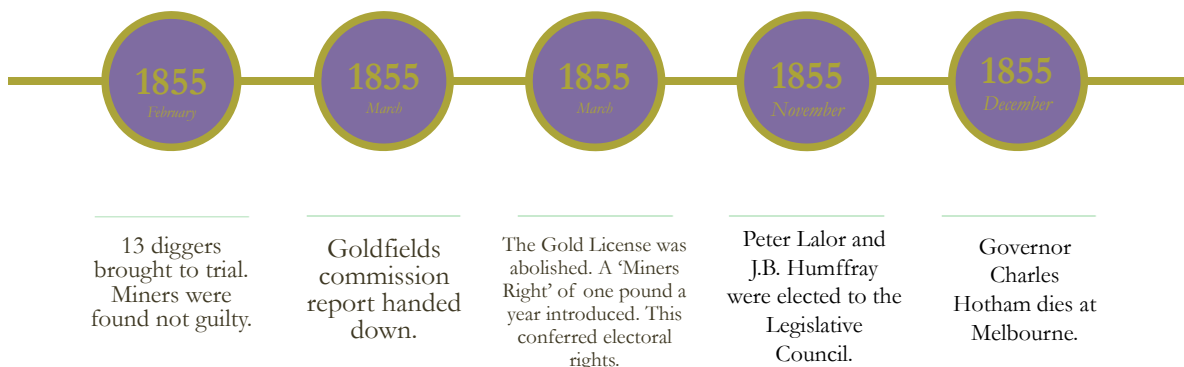 1855
February
1855
March
1855
March
1855
November
1855
December
13 diggers
brought to trial.
Miners were
found not guilty.
Goldfields
commission
report handed
down.
The Gold License was
abolished. A ‘Miners
Right’ of one pound a
year introduced. This
conferred electoral
rights.
Peter Lalor and
J.B. Humffray
were elected to the
Legislative
Council.
Governor
Charles
Hotham dies at
Melbourne.